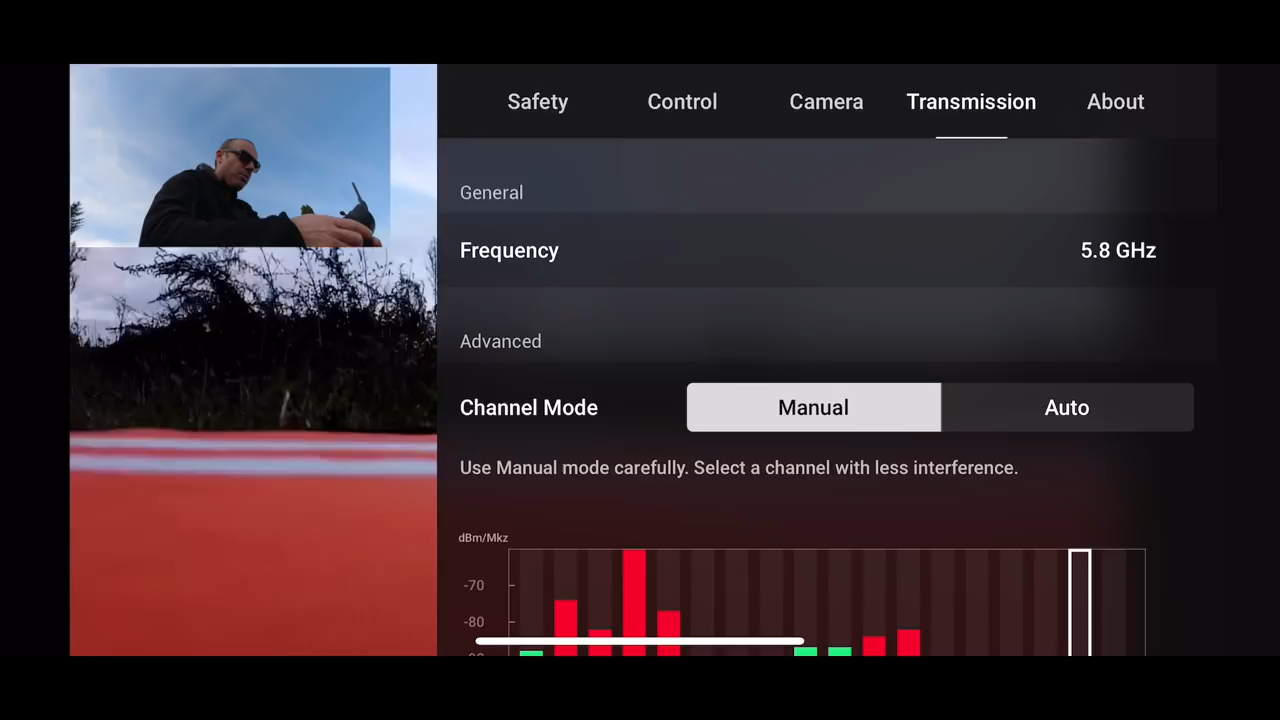 Safety Control Camera Transmission About
General
Frequency 5.8 GHz
Advanced
Channel Mode Manual Auto
Use Manual mode carefully. Select a channel with less interference.
dBm/Mkz
-70
-80